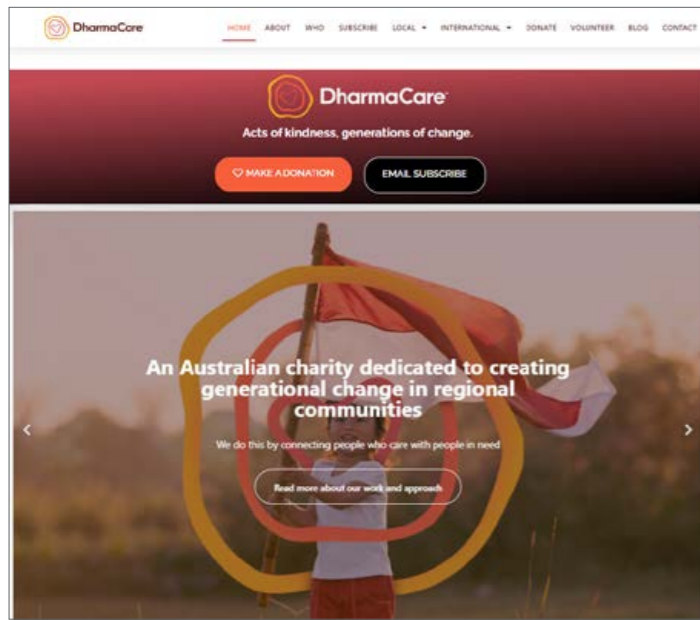 DharmaCare
HOME ABOUT WHO SUBSCRIBE LOCAL INTERNATIONAL DONATE VOLUNTEER BLOG CONTACT
DharmaCare
Acts of kindness, generations of change.
MAKE A DONATION EMAIL SUBSCRIBE
An Australian charity dedicated to creating
generational change in regional
communities
We do this by connecting people who care with people in need
Read more about our work and approach